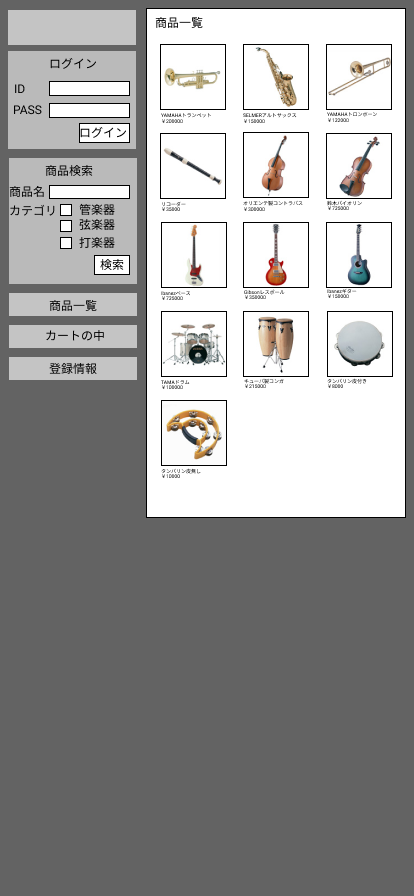 ログイン
ID
PASS
ログイン
商品検索
商品名
カテゴリ
管楽器
弦楽器
打楽器
検索
商品一覧
カートの中
登録情報
商品一覧
YAMAHAトランペット
￥200000
SELMERアルトサックス
￥150000
YAMAHAトロンボーン
￥122000
リコーダー
￥35000
オリエンテ製コントラバス
￥300000
鈴木バイオリン
￥725000
Ibanezベース
￥725000
Gibsonレスポール
￥350000
Ibanezギター
￥150000
TAMAドラム
￥100000
キューバ製コンガ
￥215000
タンバリン皮付き
￥8000
タンバリン皮無し
￥10000